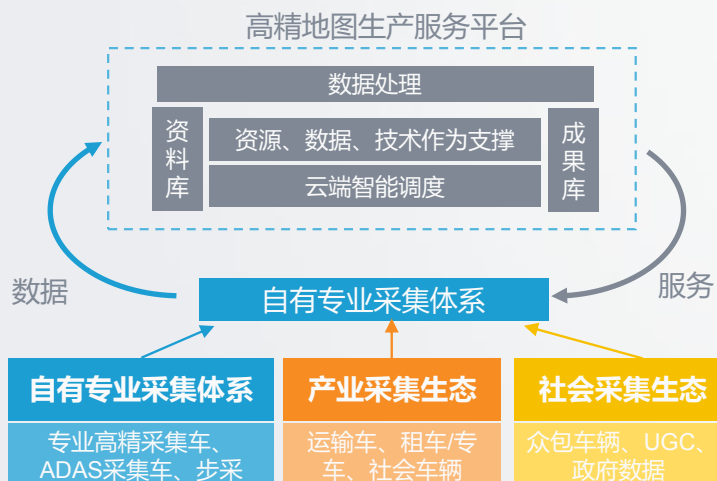 高精地图生产服务平台
数据处理
资料库
资源、数据、技术作为支撑
云端智能调度
成果库
数据
服务
自有专业采集体系
自有专业采集体系
产业采集生态
社会采集生态
专业高精采集车、
ADAS采集车、步采
运输车、租车/专
车、社会车辆
众包车辆、UGC、
政府数据